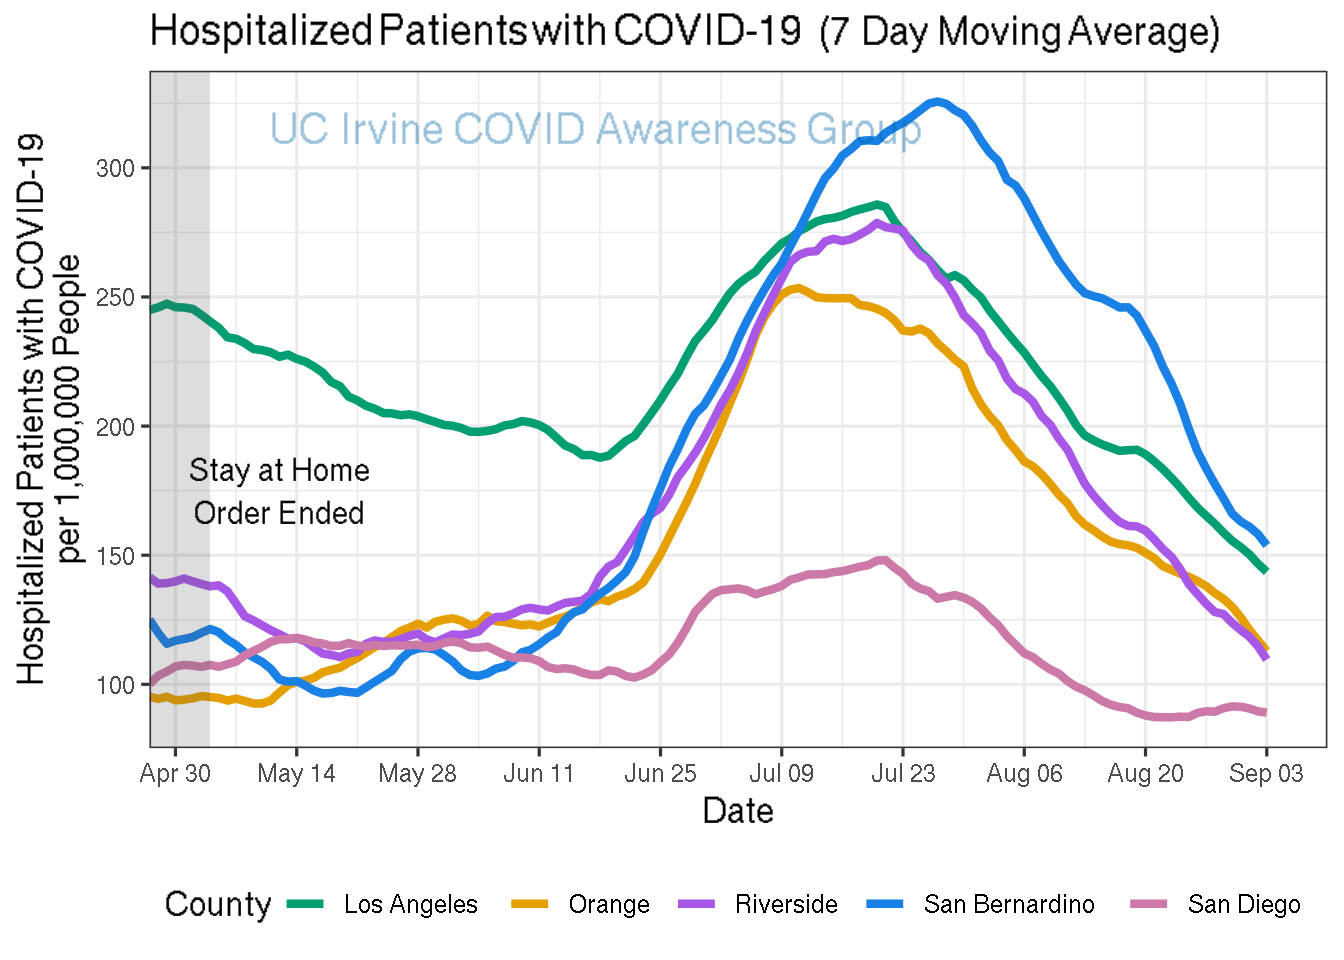 Hospitalized Patients with COVID-19 (7 Day Moving Average)
UC Irvine COVID Awareness Group
Hospitalized Patients with COVID-19
per 1,000,000 People
300
250
200
150
100
Stay at Home
Order Ended
Apr 30 May 14 May 28 Jun 11 Jun 25 Jul 09 Jul 23 Aug 06 Aug 20 Sep 03
Date
County Los Angeles Orange Riverside San Bernardino San Diego